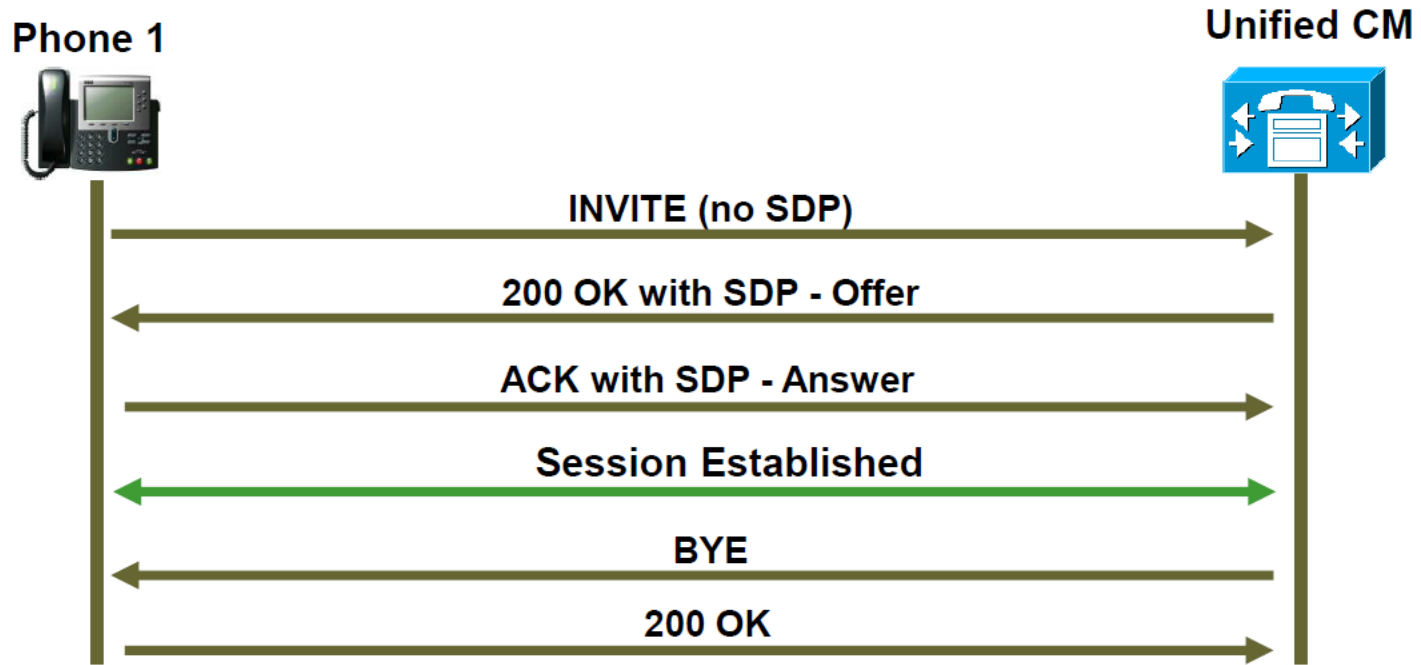 Phone 1
Unified CM
INVITE (no SDP)
200 OK with SDP - Offer
ACK with SDP - Answer
Session Established
BYE
200 OK